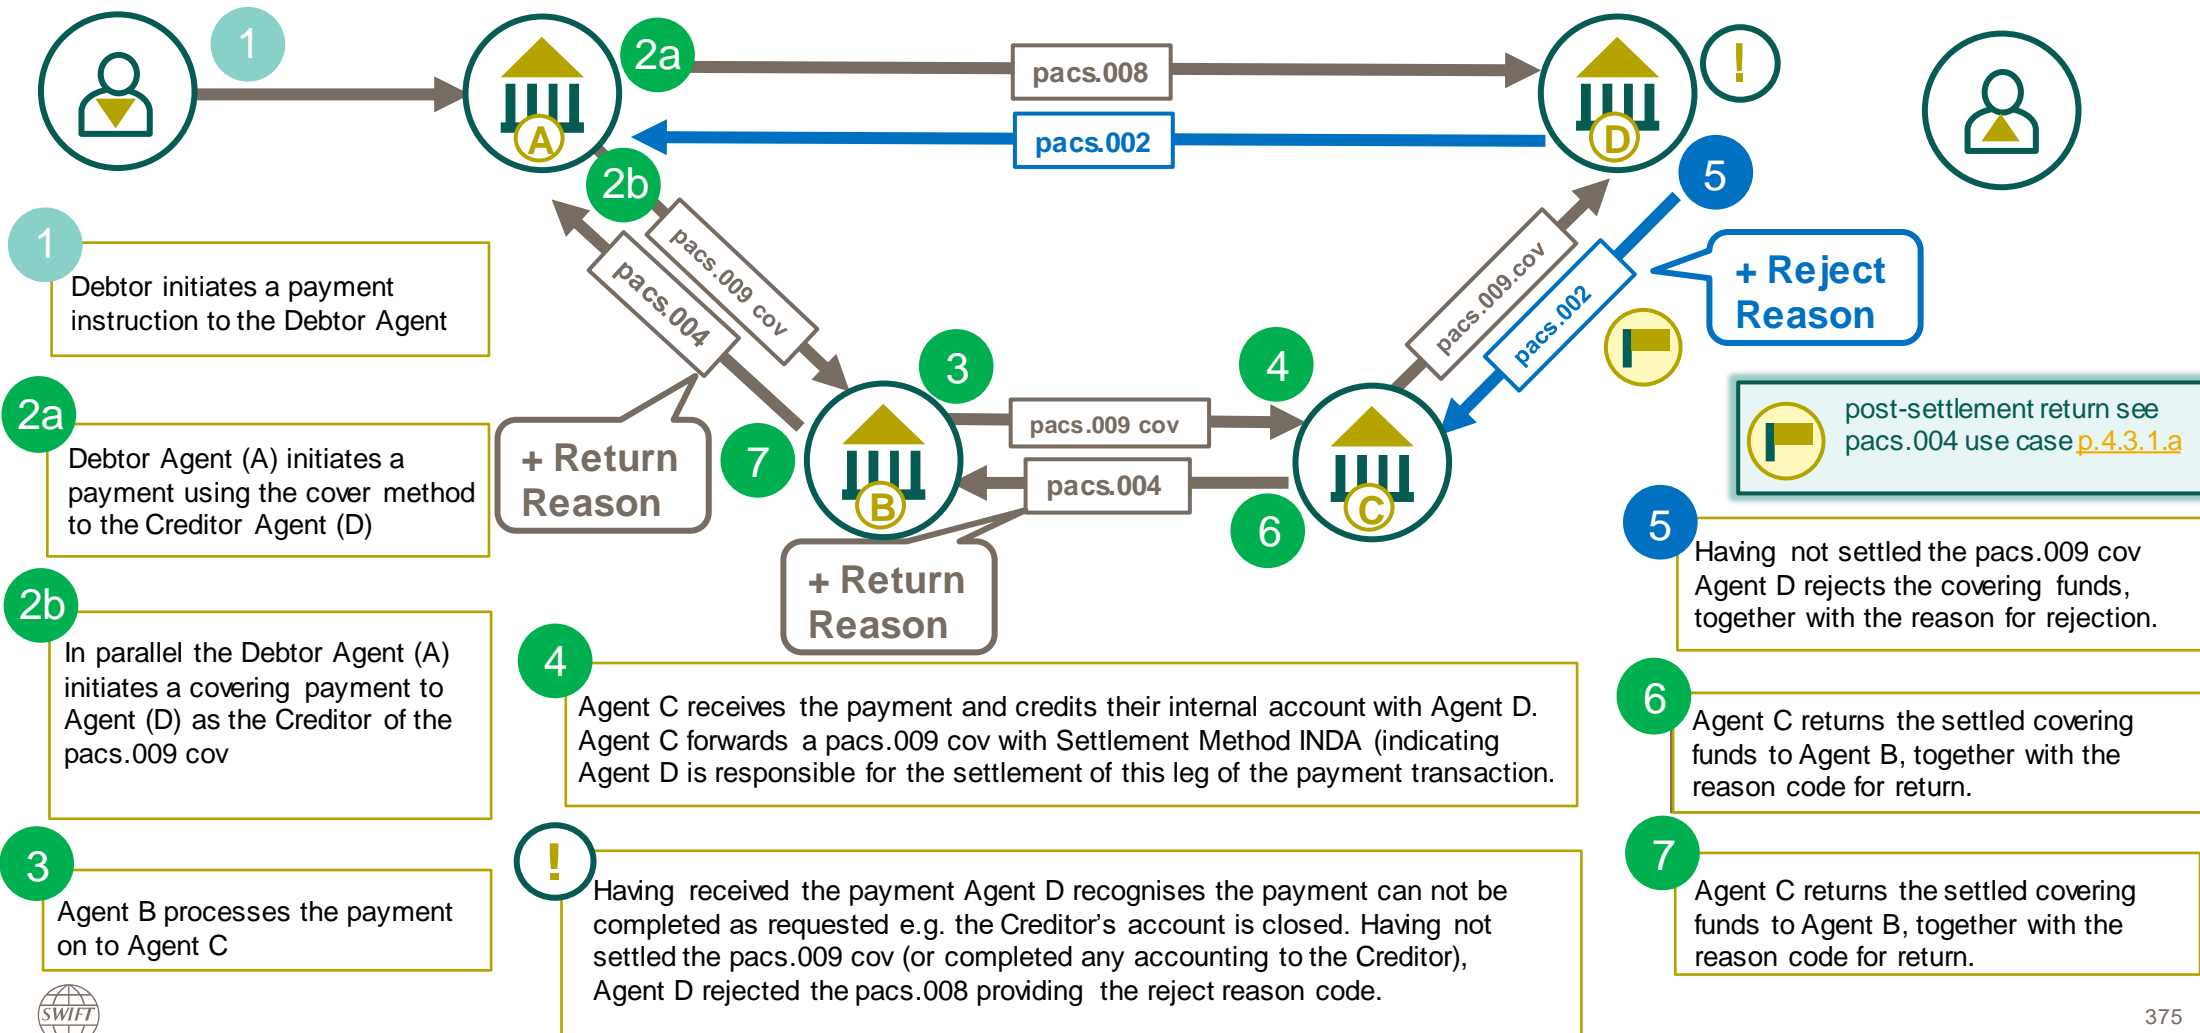 1
2a
pacs.008
!
A
pacs.002
D
2b
5
pacs.009 cov
pacs.004
pacs.009.cov
pacs.002
+ Reject
Reason
3
4
pacs.009 cov
pacs.004
+ Return
Reason
7
B
C
6
+ Return
Reason
post-settlement return see
pacs.004 use case p.4.3.1.a
1
Debtor initiates a payment
instruction to the Debtor Agent
2a
Debtor Agent (A) initiates a
payment using the cover method
to the Creditor Agent (D)
2b
In parallel the Debtor Agent (A)
initiates a covering payment to
Agent (D) as the Creditor of the
pacs.009 cov
3
Agent B processes the payment
on to Agent C
4
Agent C receives the payment and credits their internal account with Agent D.
Agent C forwards a pacs.009 cov with Settlement Method INDA (indicating
Agent D is responsible for the settlement of this leg of the payment transaction.
!
Having received the payment Agent D recognises the payment can not be
completed as requested e.g. the Creditor's account is closed. Having not
settled the pacs.009 cov (or completed any accounting to the Creditor),
Agent D rejected the pacs.008 providing the reject reason code.
5
Having not settled the pacs.009 cov
Agent D rejects the covering funds,
together with the reason for rejection.
6
Agent C returns the settled covering
funds to Agent B, together with the
reason code for return.
7
Agent C returns the settled covering
funds to Agent B, together with the
reason code for return.
SWIFT
375